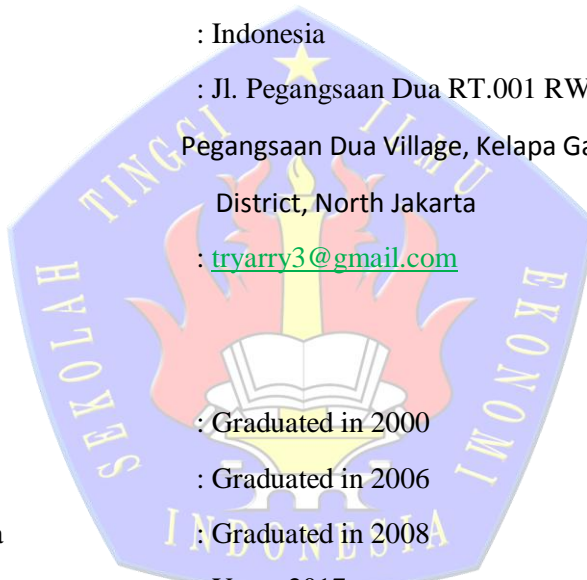 : Indonesia
: Jl. Pegangsaan Dua RT.001 RW
Pegangsaan Dua Village, Kelapa Ga
District, North Jakarta
: tryarry3@gmail.com
: Graduated in 2000
: Graduated in 2006
a : Graduated in 2008
SEKOLAH TINGGI ILMU EKONOMI
INDONESIA